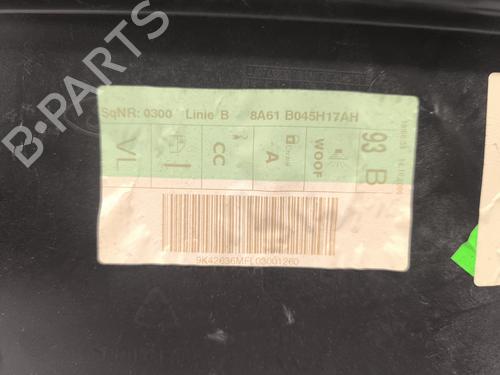 B-PARTS
SqNR: 0300 Linie B 8A61 B045H17AH
VL
CC
A
WOOF
93 B
9K42636MFL03001260